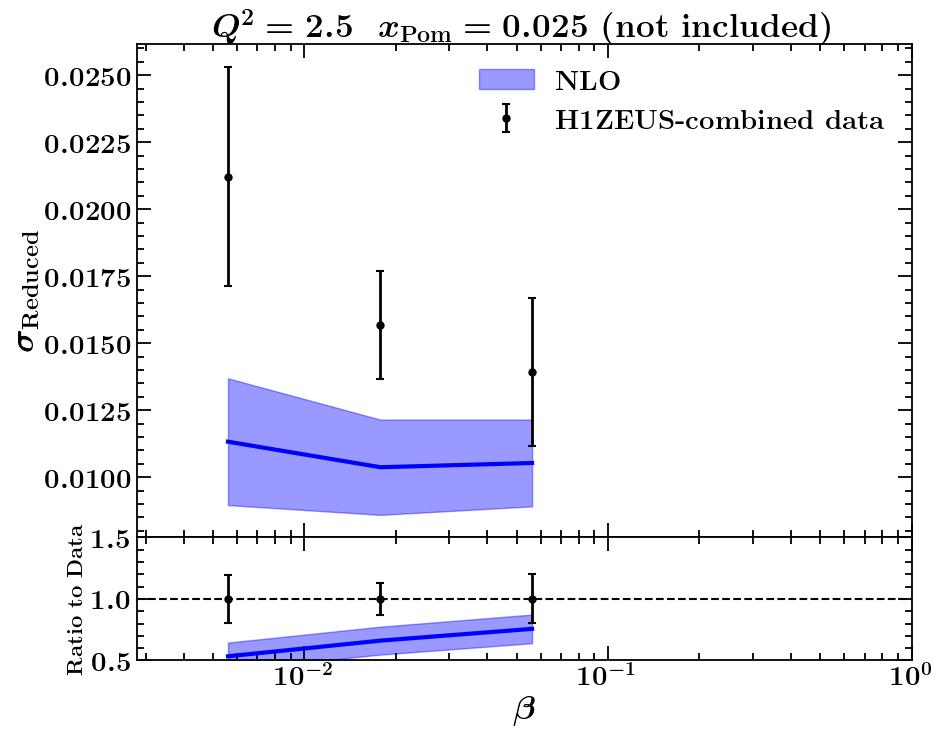 Q² = 2.5 x_Pom = 0.025 (not included)
NLO
H1ZEUS-combined data
σ_Reduced
0.0250
0.0225
0.0200
0.0175
0.0150
0.0125
0.0100
Ratio to Data
1.5
1.0
0.5
10⁻² 10⁻¹ 10⁰
β